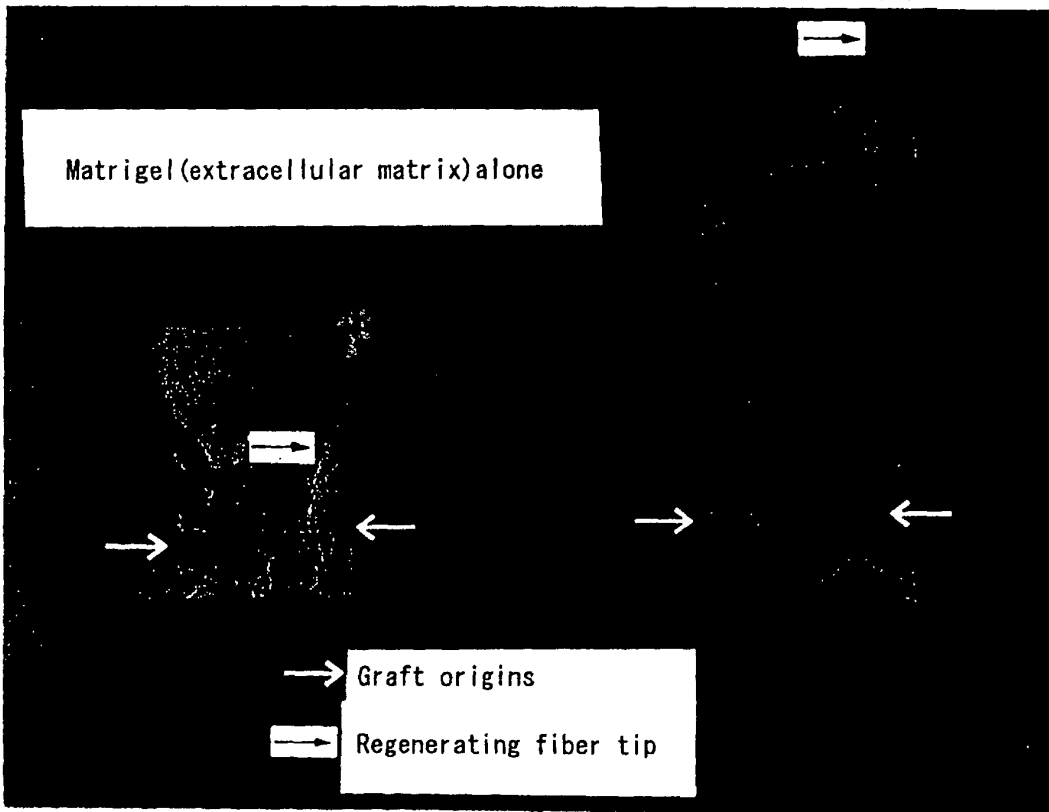 Matrigel(extracellular matrix)alone
Graft origins
Regenerating fiber tip